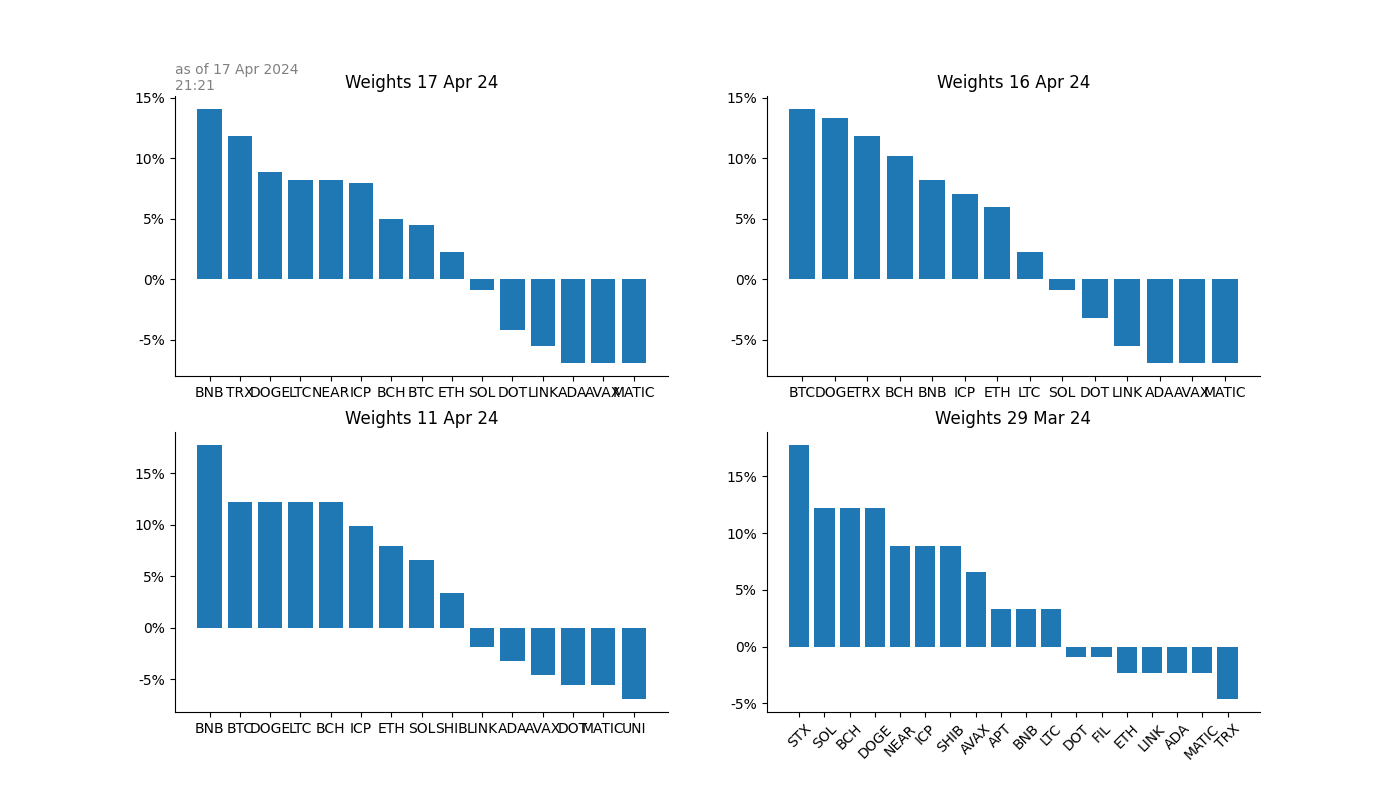 as of 17 Apr 2024
21:21
Weights 17 Apr 24
15%
10%
5%
0%
-5%
BNB TRX DOGE LTC NEAR ICP BCH BTC ETH SOL DOT LINK ADA AVAX MATIC
Weights 16 Apr 24
15%
10%
5%
0%
-5%
BTC DOGE TRX BCH BNB ICP ETH LTC SOL DOT LINK ADA AVAX MATIC
Weights 11 Apr 24
15%
10%
5%
0%
-5%
BNB BTC DOGE LTC BCH ICP ETH SOL SHIB LINK ADA AVAX DOT MATIC UNI
Weights 29 Mar 24
15%
10%
5%
0%
-5%
STX SOL BCH DOGE NEAR ICP SHIB AVAX APT BNB LTC DOT FIL ETH LINK ADA MATIC TRX